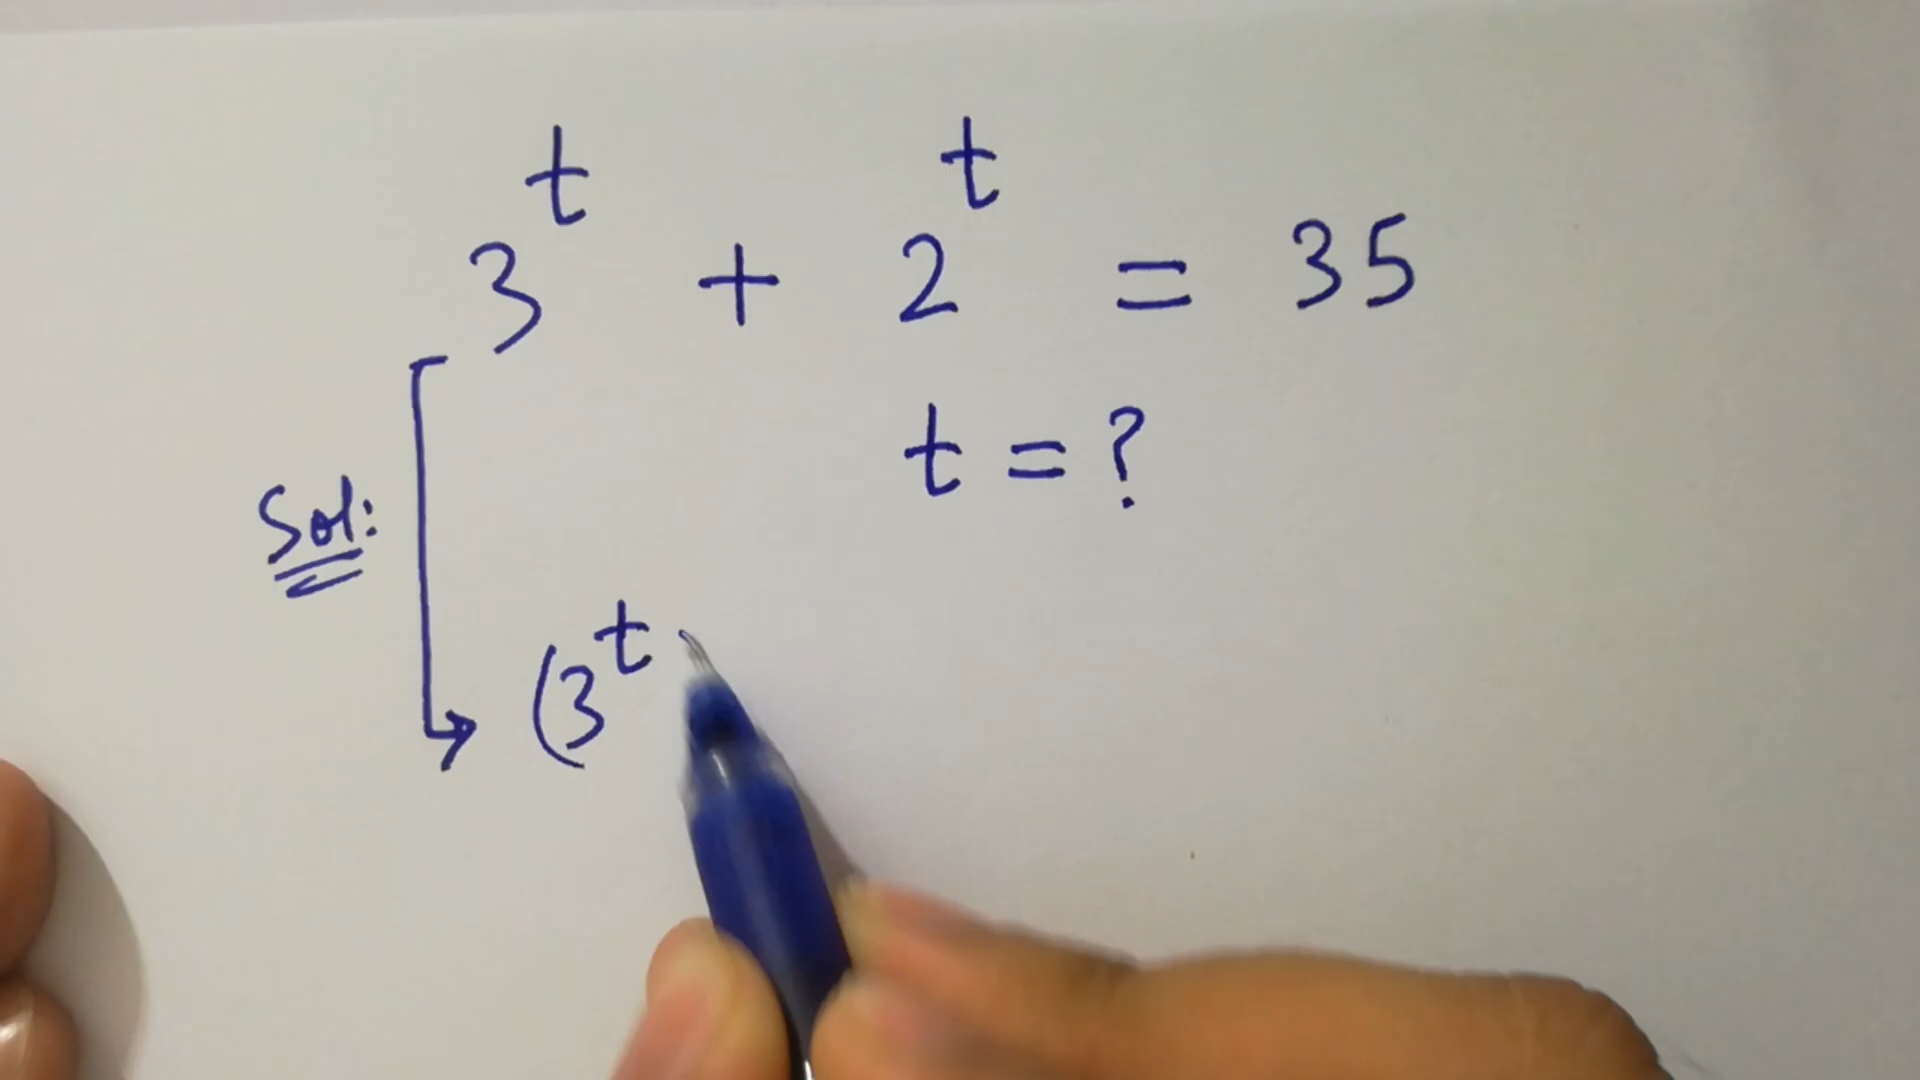 3^t + 2^t = 35
t = ?
Sol:
(3^t